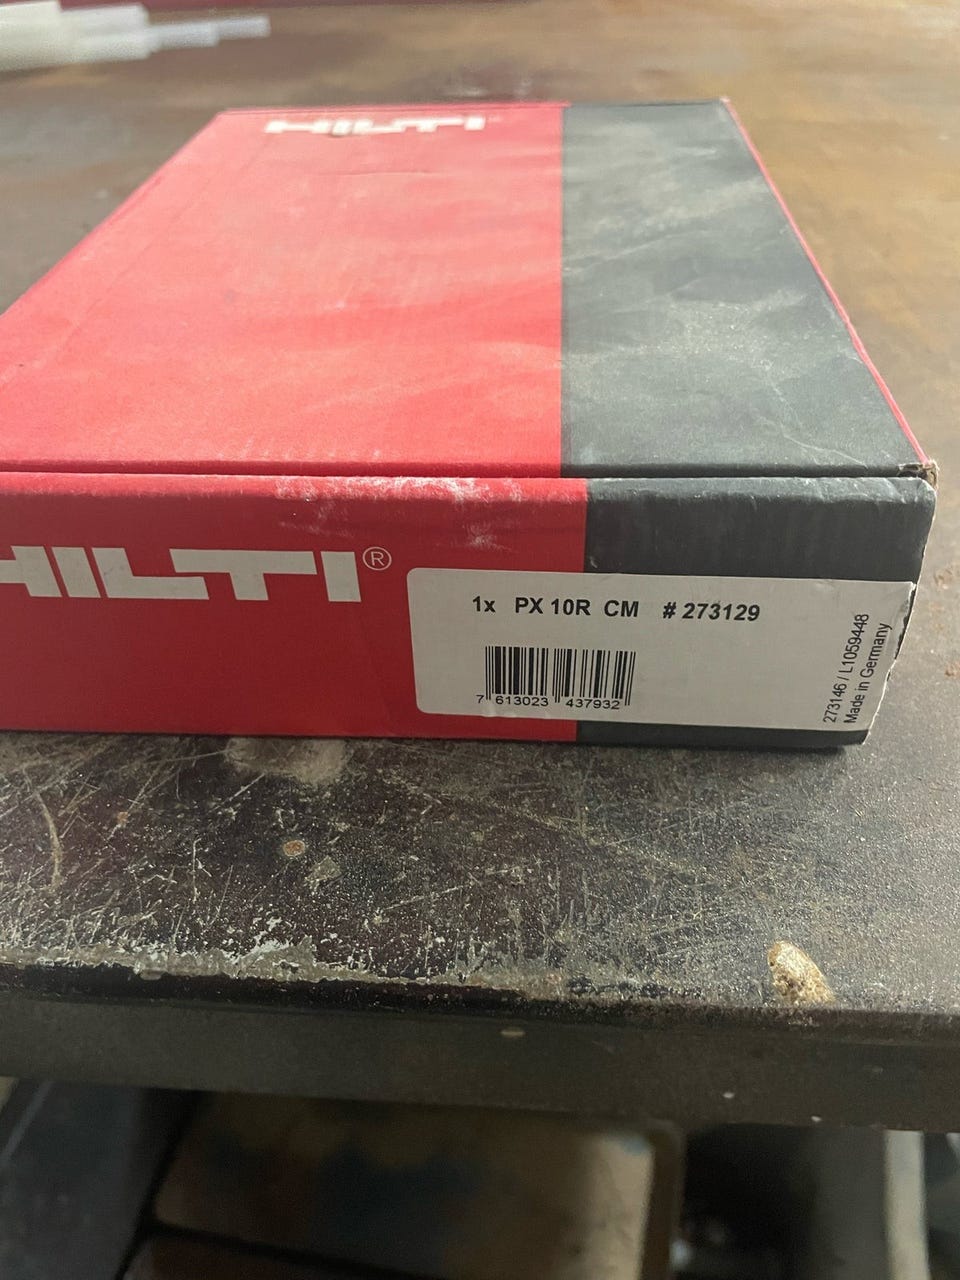 HILTI
HILTI®
1x PX 10R CM # 273129
7 613023 437932
273146 / L1059448
Made in Germany